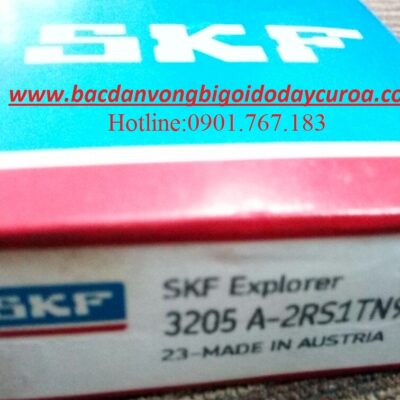 SKF
www.bacdanvongbigoidodaycuroa.co
Hotline:0901.767.183
SKF
SKF Explorer
3205 A-2RS1TN9
23-MADE IN AUSTRIA